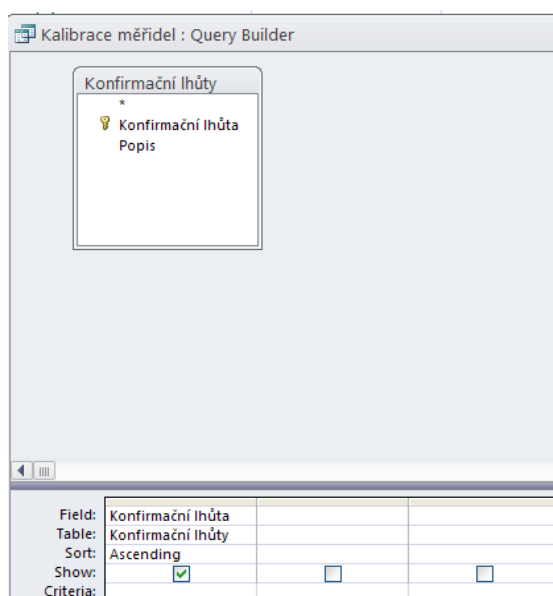 Kalibrace měřidel : Query Builder
Konfirmační lhůty
*
Konfirmační lhůta
Popis
Field: Konfirmační lhůta
Table: Konfirmační lhůty
Sort: Ascending
Show:
Criteria: